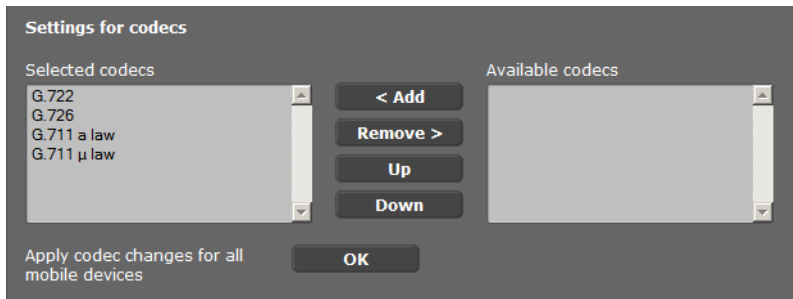 Settings for codecs
Selected codecs
Available codecs
G.722
G.726
G.711 a law
G.711 µ law
< Add
Remove >
Up
Down
Apply codec changes for all
mobile devices
OK